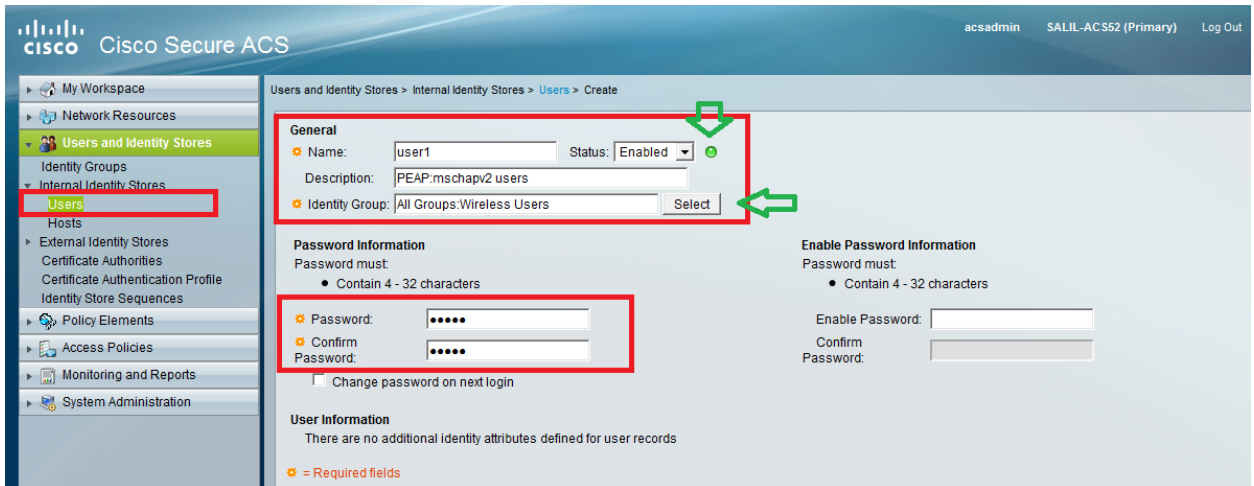 acsadmin SALIL-ACS52 (Primary) Log Out
CISCO Cisco Secure ACS
My Workspace
Network Resources
Users and Identity Stores
Identity Groups
Internal Identity Stores
Users
Hosts
External Identity Stores
Certificate Authorities
Certificate Authentication Profile
Identity Store Sequences
Policy Elements
Access Policies
Monitoring and Reports
System Administration
Users and Identity Stores > Internal Identity Stores > Users > Create
General
Name: user1 Status: Enabled
Description: PEAP:mschapv2 users
Identity Group: All Groups:Wireless Users Select
Password Information
Password must:
• Contain 4 - 32 characters
Password: •••••
Confirm
Password: •••••
Change password on next login
Enable Password Information
Password must:
• Contain 4 - 32 characters
Enable Password:
Confirm
Password:
User Information
There are no additional identity attributes defined for user records
= Required fields